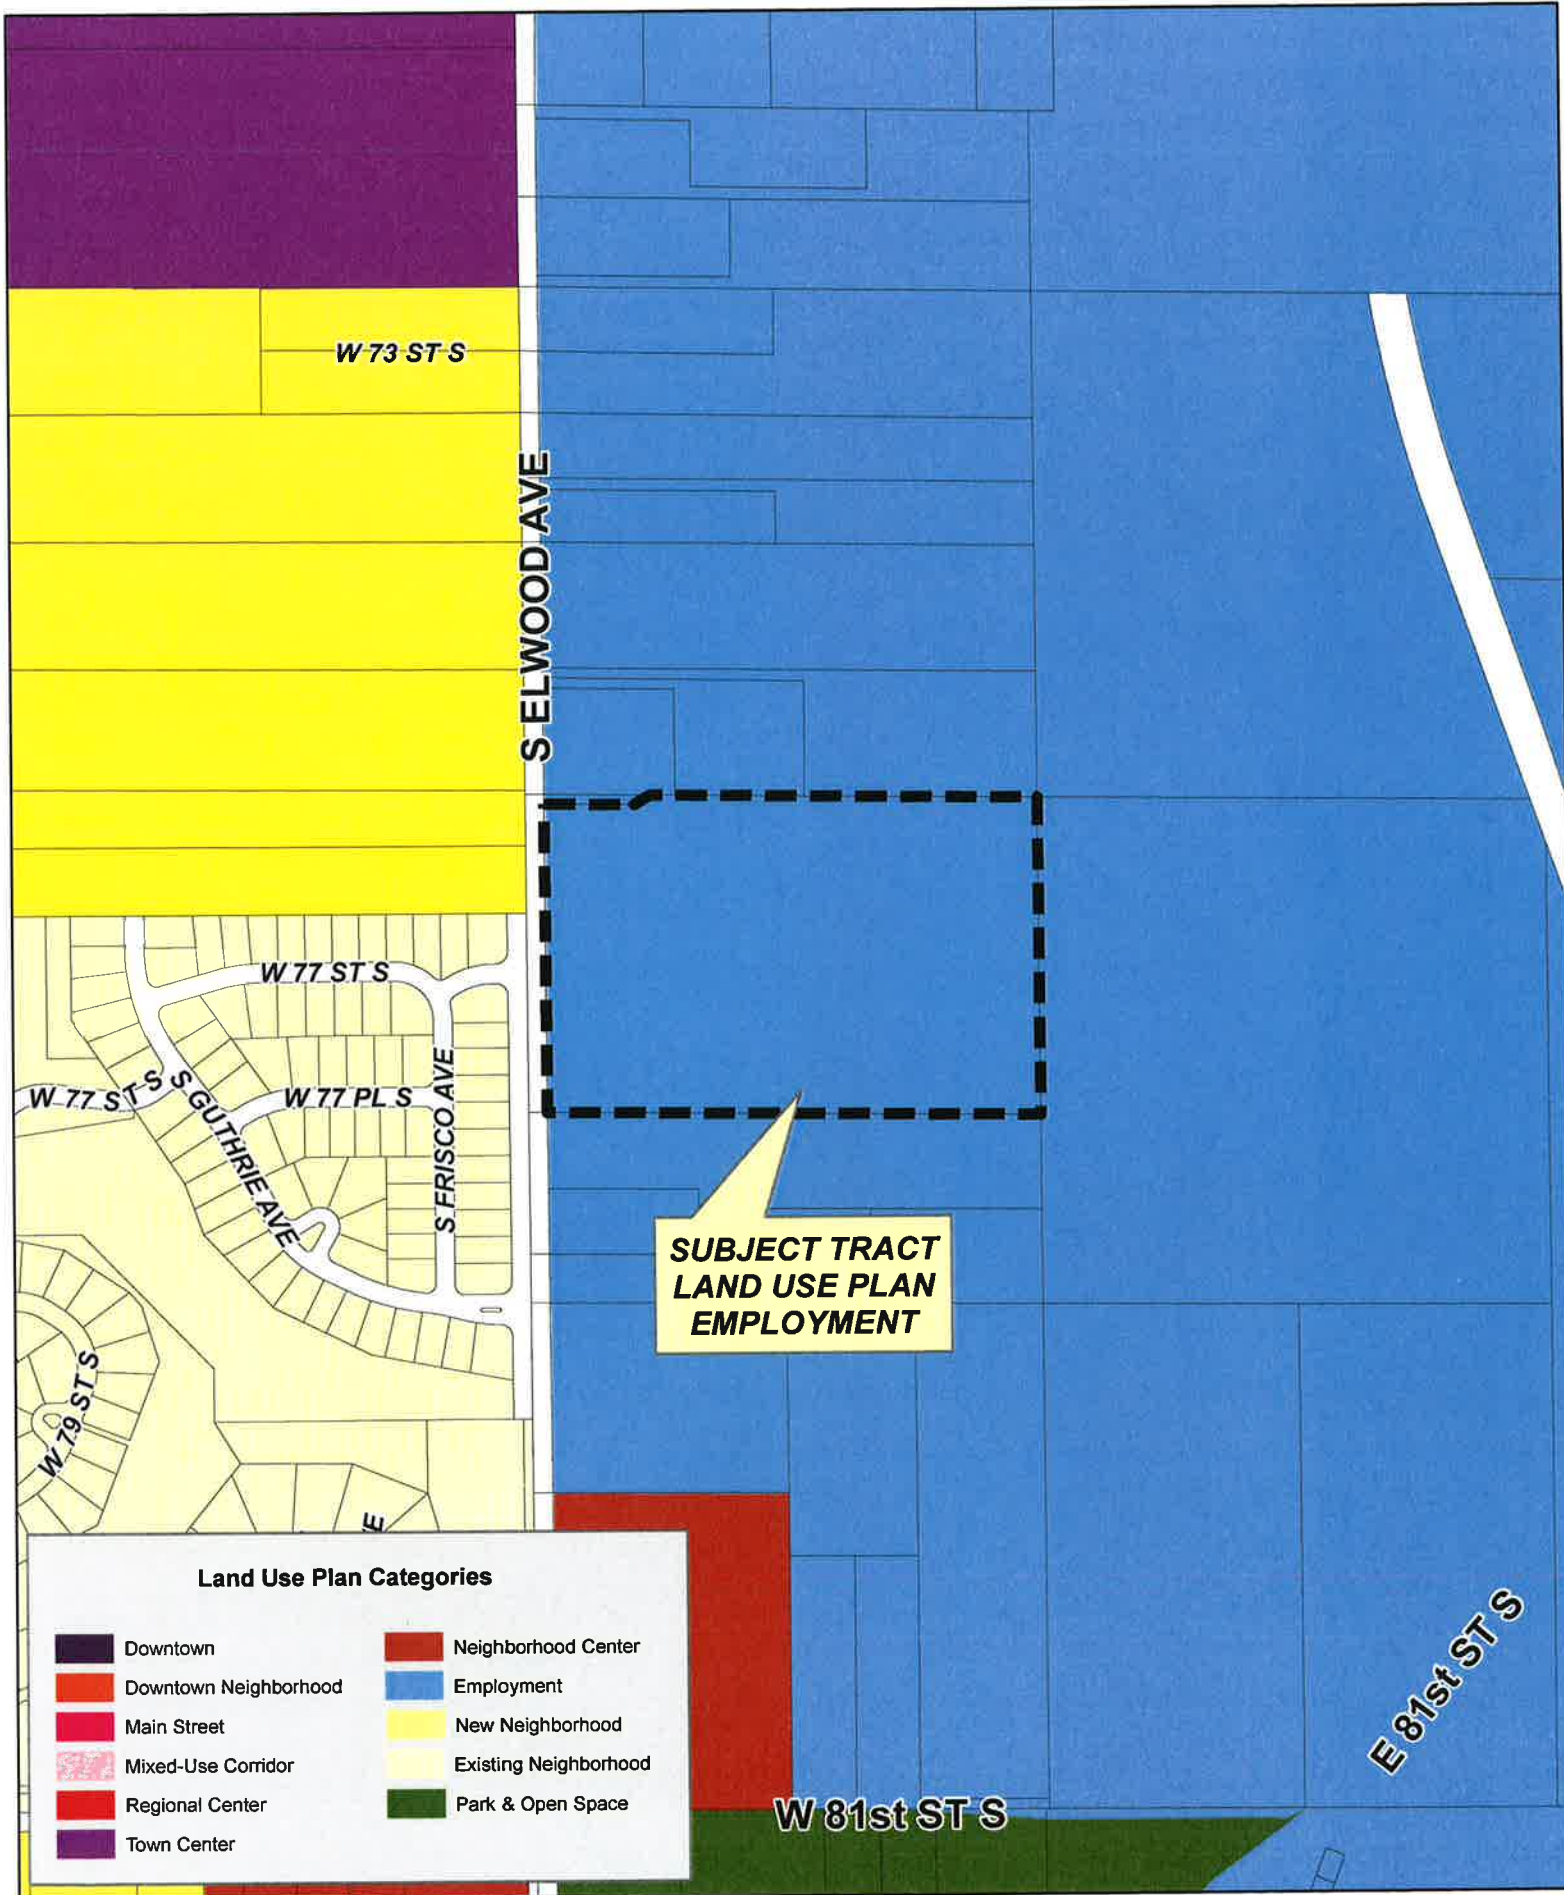 W 73 ST S
S ELWOOD AVE
W 77 ST S
W 77 ST S
S GUTHRIE AVE
W 77 PL S
S FRISCO AVE
SUBJECT TRACT
LAND USE PLAN
EMPLOYMENT
W 79 ST S
VE
Land Use Plan Categories
Downtown
Downtown Neighborhood
Main Street
Mixed-Use Corridor
Regional Center
Town Center
Neighborhood Center
Employment
New Neighborhood
Existing Neighborhood
Park & Open Space
W 81st ST S
E 81st ST S